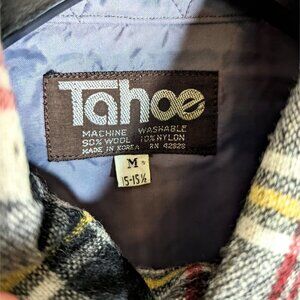 Tahoe
MACHINE WASHABLE
90% WOOL 10% NYLON
MADE IN KOREA RN 42928
M
15-15½